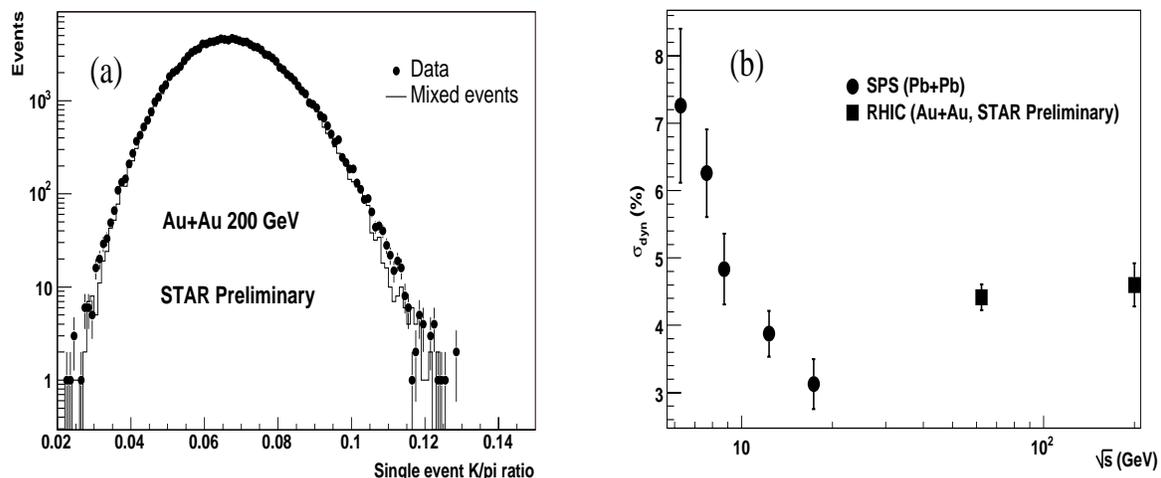 Events
(a)
Data
Mixed events
10³
10²
10
1
Au+Au 200 GeV
STAR Preliminary
0.02 0.04 0.06 0.08 0.1 0.12 0.14
Single event K/pi ratio
(b)
SPS (Pb+Pb)
RHIC (Au+Au, STAR Preliminary)
σdyn (%)
8
7
6
5
4
3
10 10²
√s (GeV)